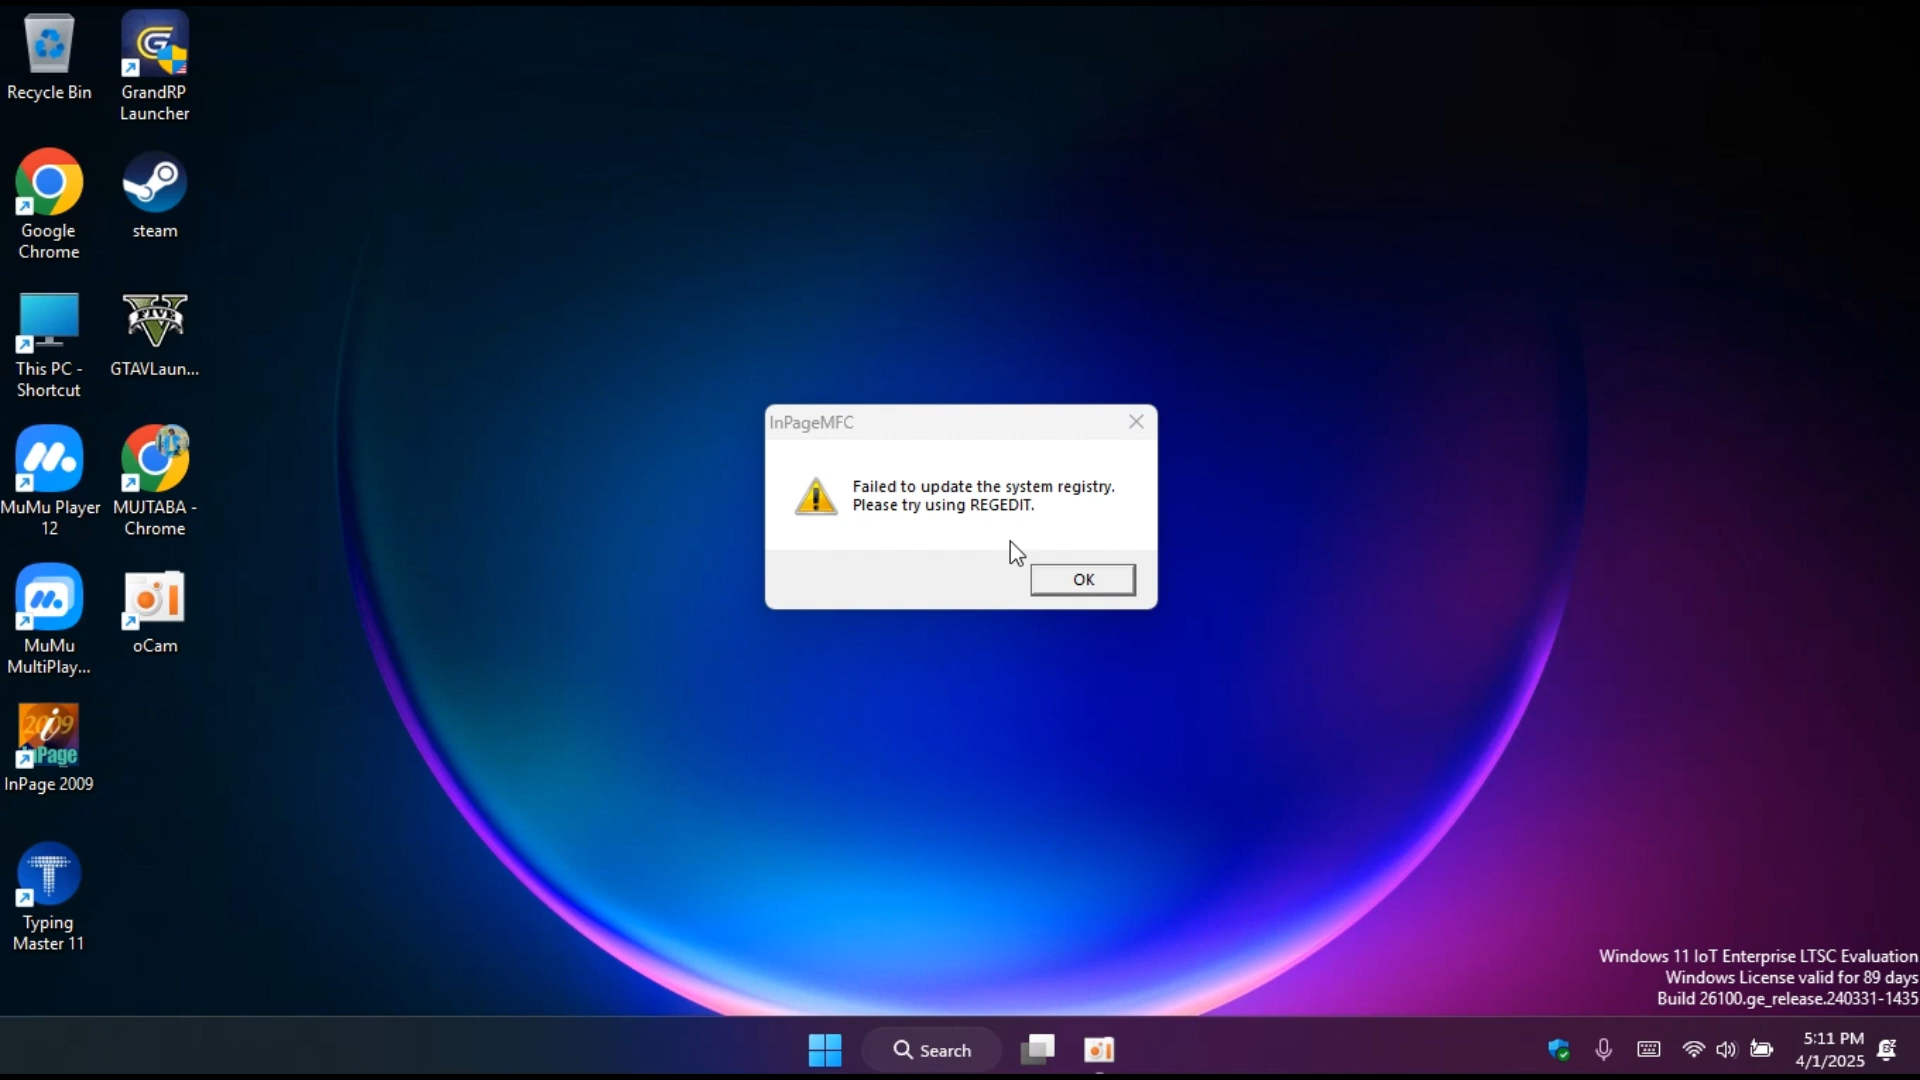 Recycle Bin
GrandRP
Launcher
Google
Chrome
steam
This PC -
Shortcut
GTAVLaun...
MuMu Player
12
MUJTABA -
Chrome
MuMu
MultiPlay...
oCam
InPage 2009
Typing
Master 11
FIVE
2009
InPage
InPageMFC
Failed to update the system registry.
Please try using REGEDIT.
OK
Windows 11 IoT Enterprise LTSC Evaluation
Windows License valid for 89 days
Build 26100.ge_release.240331-1435
Search
5:11 PM
4/1/2025